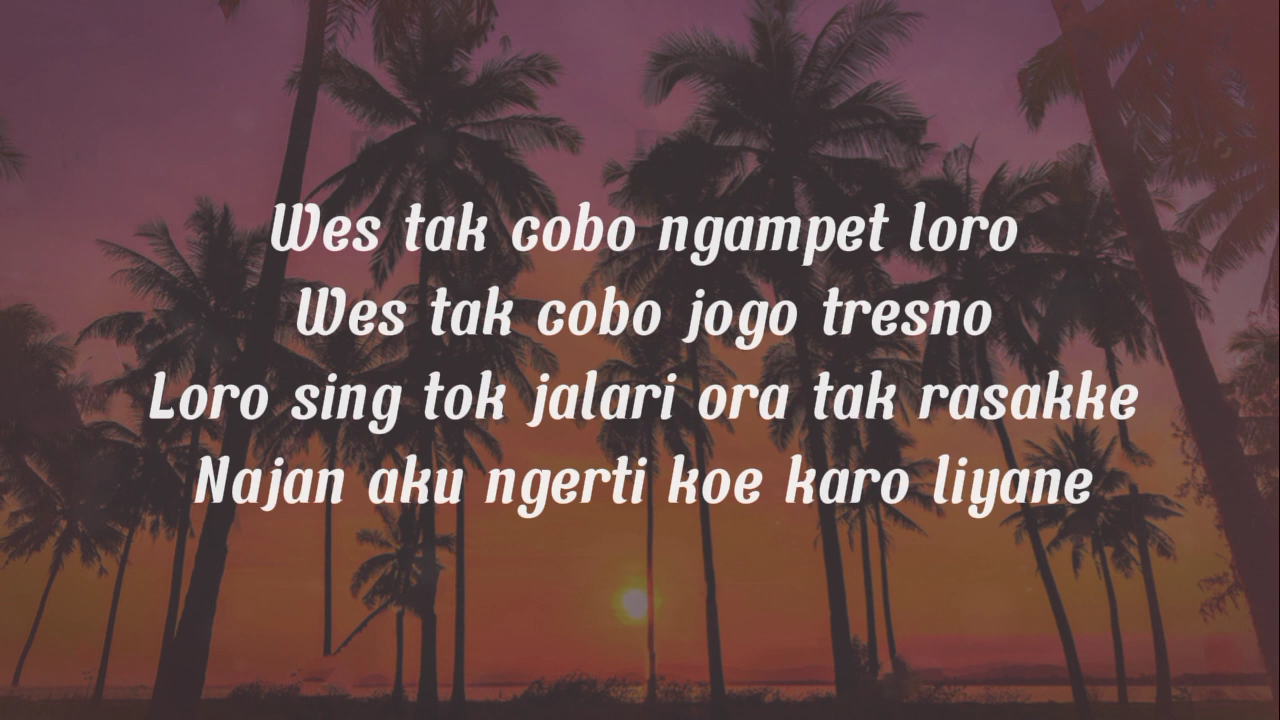 Wes tak cobo ngampet loro
Wes tak cobo jogo tresno
Loro sing tok jalari ora tak rasakke
Najan aku ngerti koe karo liyane